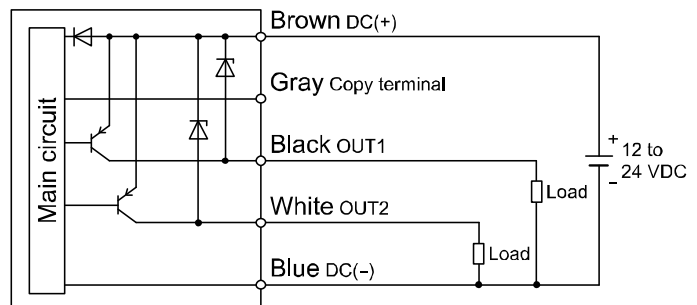 Main circuit
Brown DC(+)
Gray Copy terminal
Black OUT1
White OUT2
Blue DC(−)
Load
Load
+
12 to
24 VDC
−